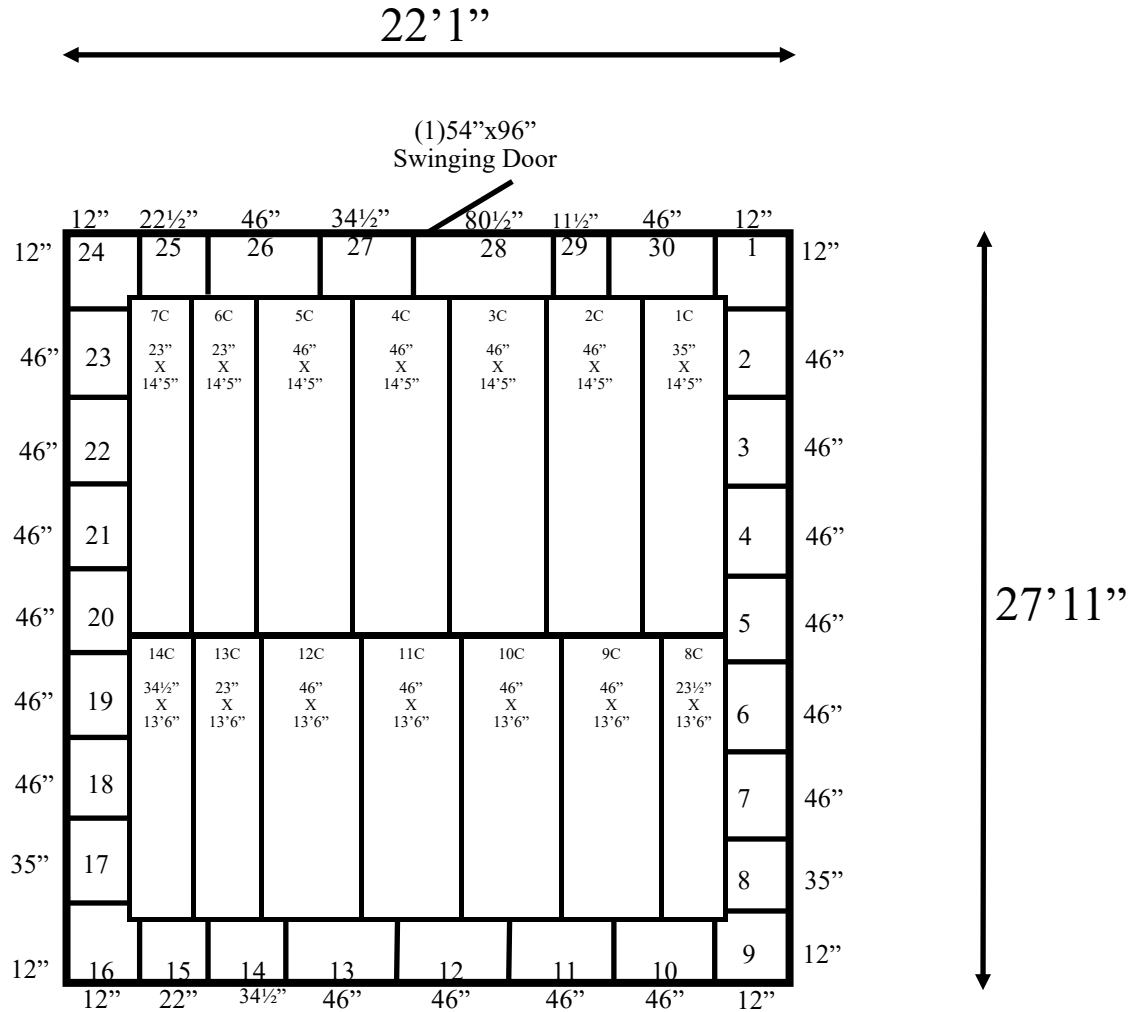 22’1”
(1)54”x96”
Swinging Door
12” 22½” 46” 34½” 80½” 11½” 46” 12”
12” 24 25 26 27 28 29 30 1 12”
7C 6C 5C 4C 3C 2C 1C
23” 23” 46” 46” 46” 46” 35”
X X X X X X X
14’5” 14’5” 14’5” 14’5” 14’5” 14’5” 14’5”
46” 23 2 46”
46” 22 3 46”
46” 21 4 46”
27’11”
46” 20 5 46”
14C 13C 12C 11C 10C 9C 8C
34½” 23” 46” 46” 46” 46” 23½”
X X X X X X X
13’6” 13’6” 13’6” 13’6” 13’6” 13’6” 13’6”
46” 19 6 46”
46” 18 7 46”
35” 17 8 35”
9 12”
12” 16 15 14 13 12 11 10
12” 22” 34½” 46” 46” 46” 46” 12”